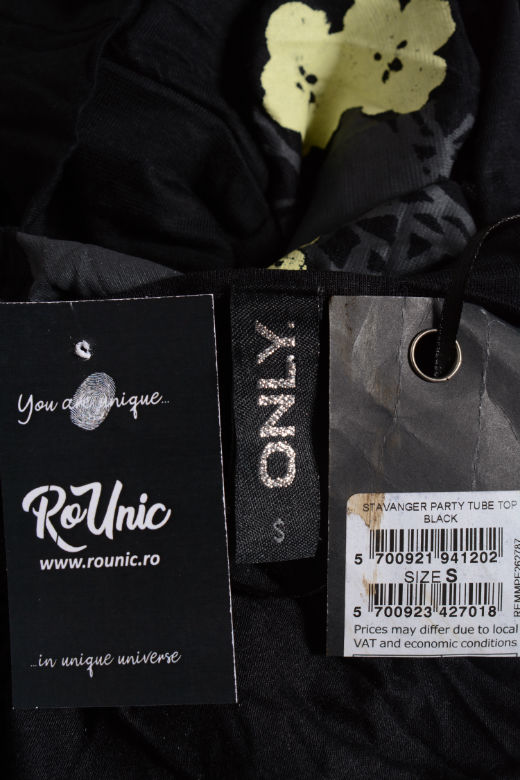 You are unique...
RoUnic
www.rounic.ro
...in unique universe
ONLY.
S
STAVANGER PARTY TUBE TOP
BLACK
5 700921 941202
SIZE S
5 700923 427018
Prices may differ due to local
VAT and economic conditions
REMMPF262787